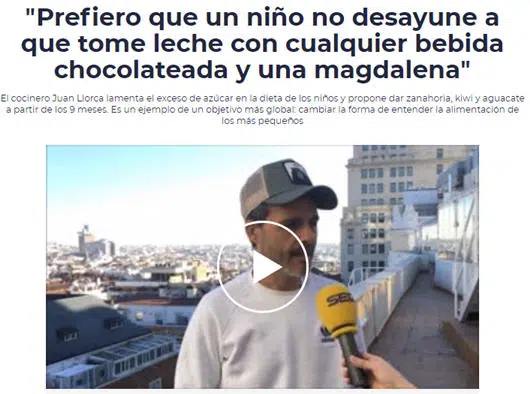 "Prefiero que un niño no desayune a
que tome leche con cualquier bebida
chocolateada y una magdalena"
El cocinero Juan Llorca lamenta el exceso de azúcar en la dieta de los niños y propone dar zanahoria, kiwi y aguacate
a partir de los 9 meses. Es un ejemplo de un objetivo más global: cambiar la forma de entender la alimentación de
los más pequeños
SER